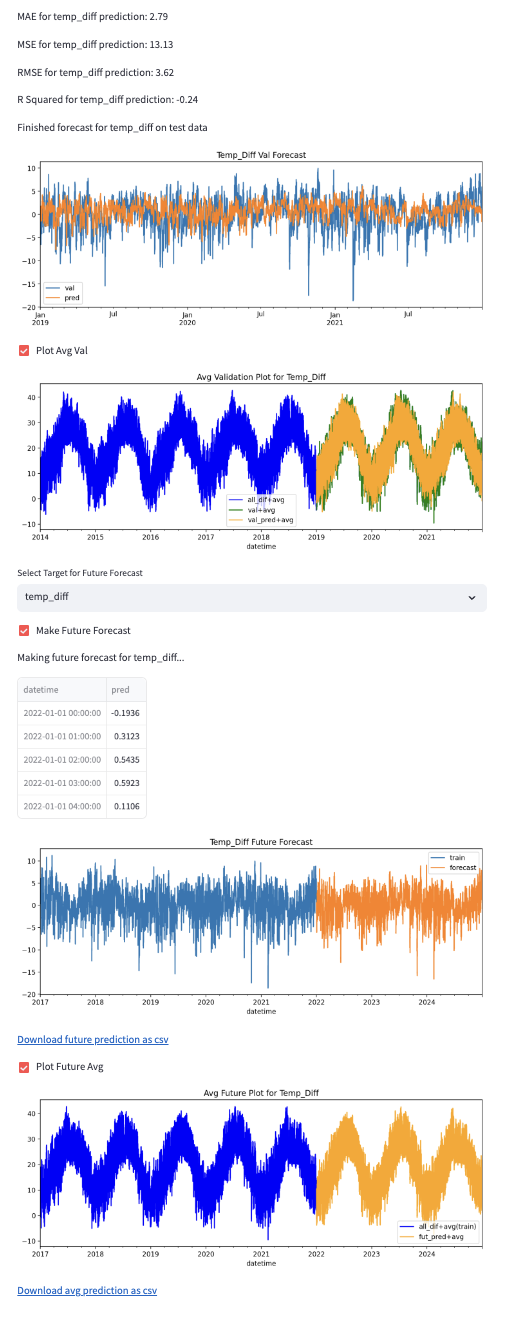 MAE for temp_diff prediction: 2.79
MSE for temp_diff prediction: 13.13
RMSE for temp_diff prediction: 3.62
R Squared for temp_diff prediction: -0.24
Finished forecast for temp_diff on test data
Temp_Diff Val Forecast
10
5
0
−5
−10
−15
−20
val
pred
Jan Jul Jan Jul Jan Jul
2019 2020 2021
Plot Avg Val
Avg Validation Plot for Temp_Diff
40
30
20
10
0
−10
all_dif+avg
val+avg
val_pred+avg
2014 2015 2016 2017 2018 2019 2020 2021
datetime
Select Target for Future Forecast
temp_diff
Make Future Forecast
Making future forecast for temp_diff...
datetime pred
2022-01-01 00:00:00 -0.1936
2022-01-01 01:00:00 0.3123
2022-01-01 02:00:00 0.5435
2022-01-01 03:00:00 0.5923
2022-01-01 04:00:00 0.1106
Temp_Diff Future Forecast
train
forecast
10
5
0
−5
−10
−15
−20
2017 2018 2019 2020 2021 2022 2023 2024
datetime
Download future prediction as csv
Plot Future Avg
Avg Future Plot for Temp_Diff
40
30
20
10
0
−10
all_dif+avg(train)
fut_pred+avg
2017 2018 2019 2020 2021 2022 2023 2024
datetime
Download avg prediction as csv